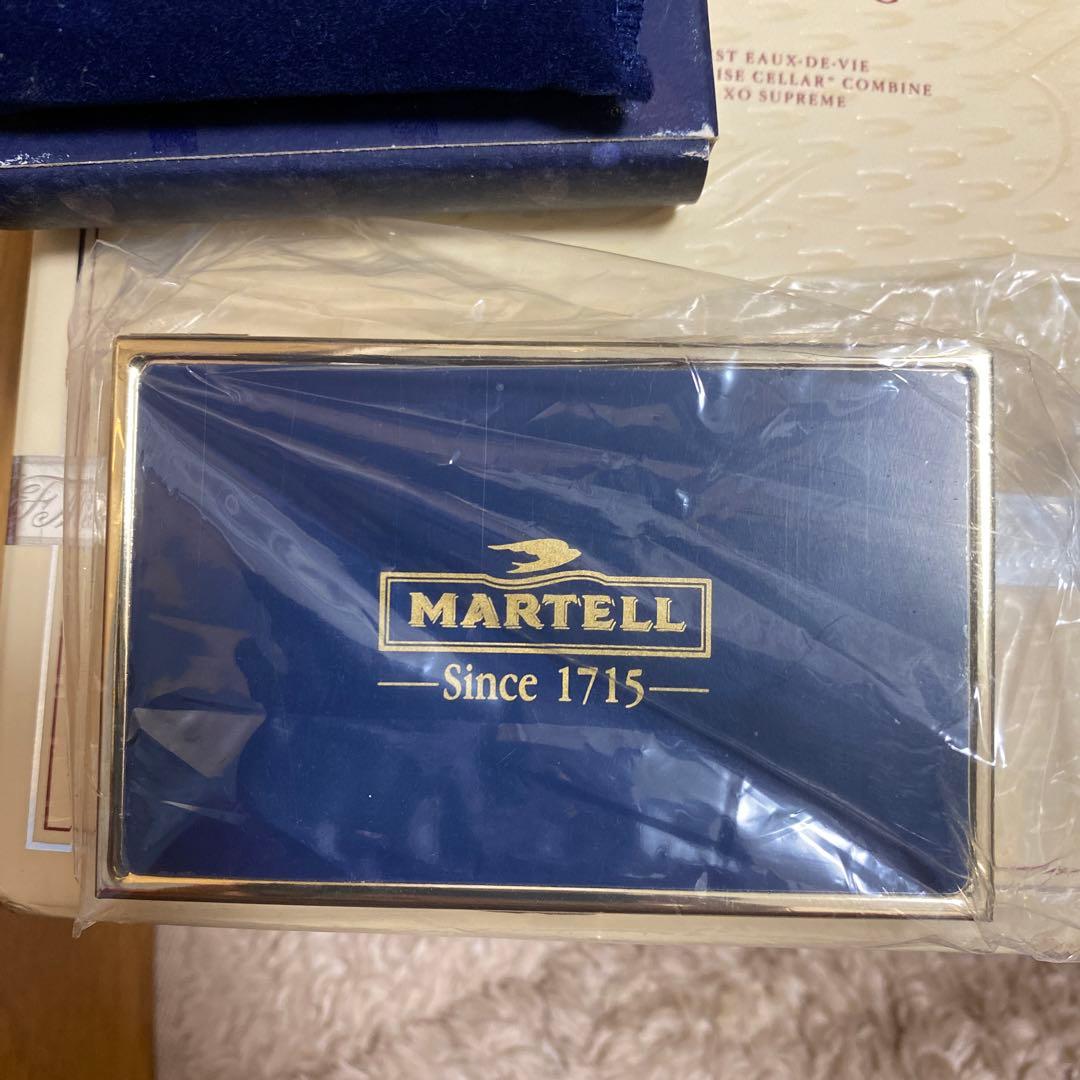 ST EAUX-DE-VIE
ISE CELLAR® COMBINE
XO SUPREME
MARTELL
Since 1715